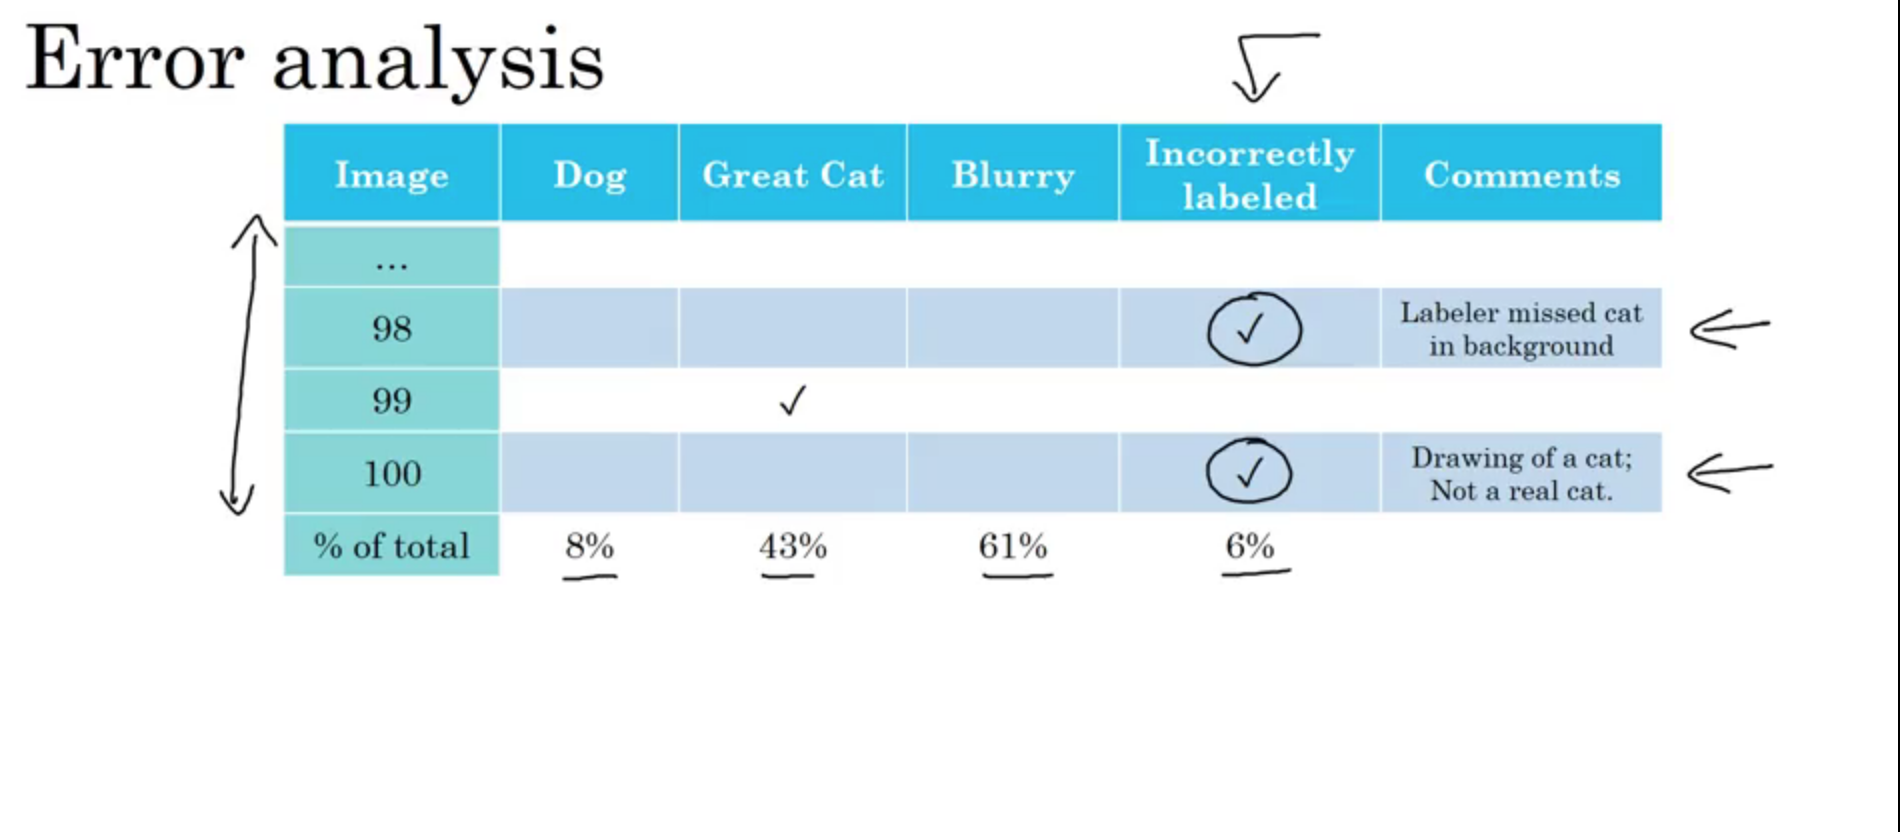 Error analysis
Image Dog Great Cat Blurry Incorrectly labeled Comments
...
98 ✓ Labeler missed cat in background
99 ✓
100 ✓ Drawing of a cat; Not a real cat.
% of total 8% 43% 61% 6%